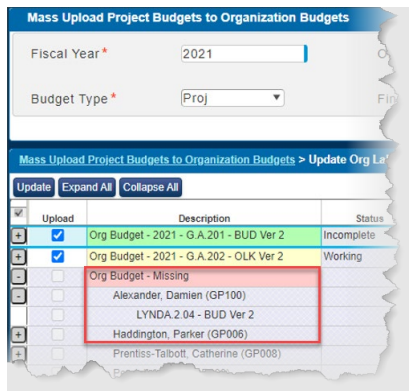 Mass Upload Project Budgets to Organization Budgets
Fiscal Year* 2021
Budget Type* Proj
Mass Upload Project Budgets to Organization Budgets > Update Org
Update Expand All Collapse All
Upload Description Status
Org Budget - 2021 - G.A.201 - BUD Ver 2 Incomplete
Org Budget - 2021 - G.A.202 - OLK Ver 2 Working
Org Budget - Missing
Alexander, Damien (GP100)
LYNDA.2.04 - BUD Ver 2
Haddington, Parker (GP006)
Prentiss-Talbott, Catherine (GP008)